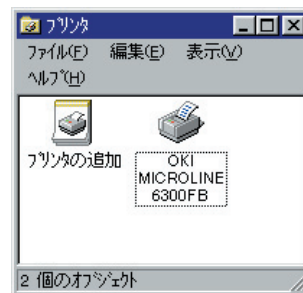 プリンタ
ファイル(F) 編集(E) 表示(V)
ヘルプ(H)
プリンタの追加
OKI
MICROLINE
6300FB
2 個のオブジェクト